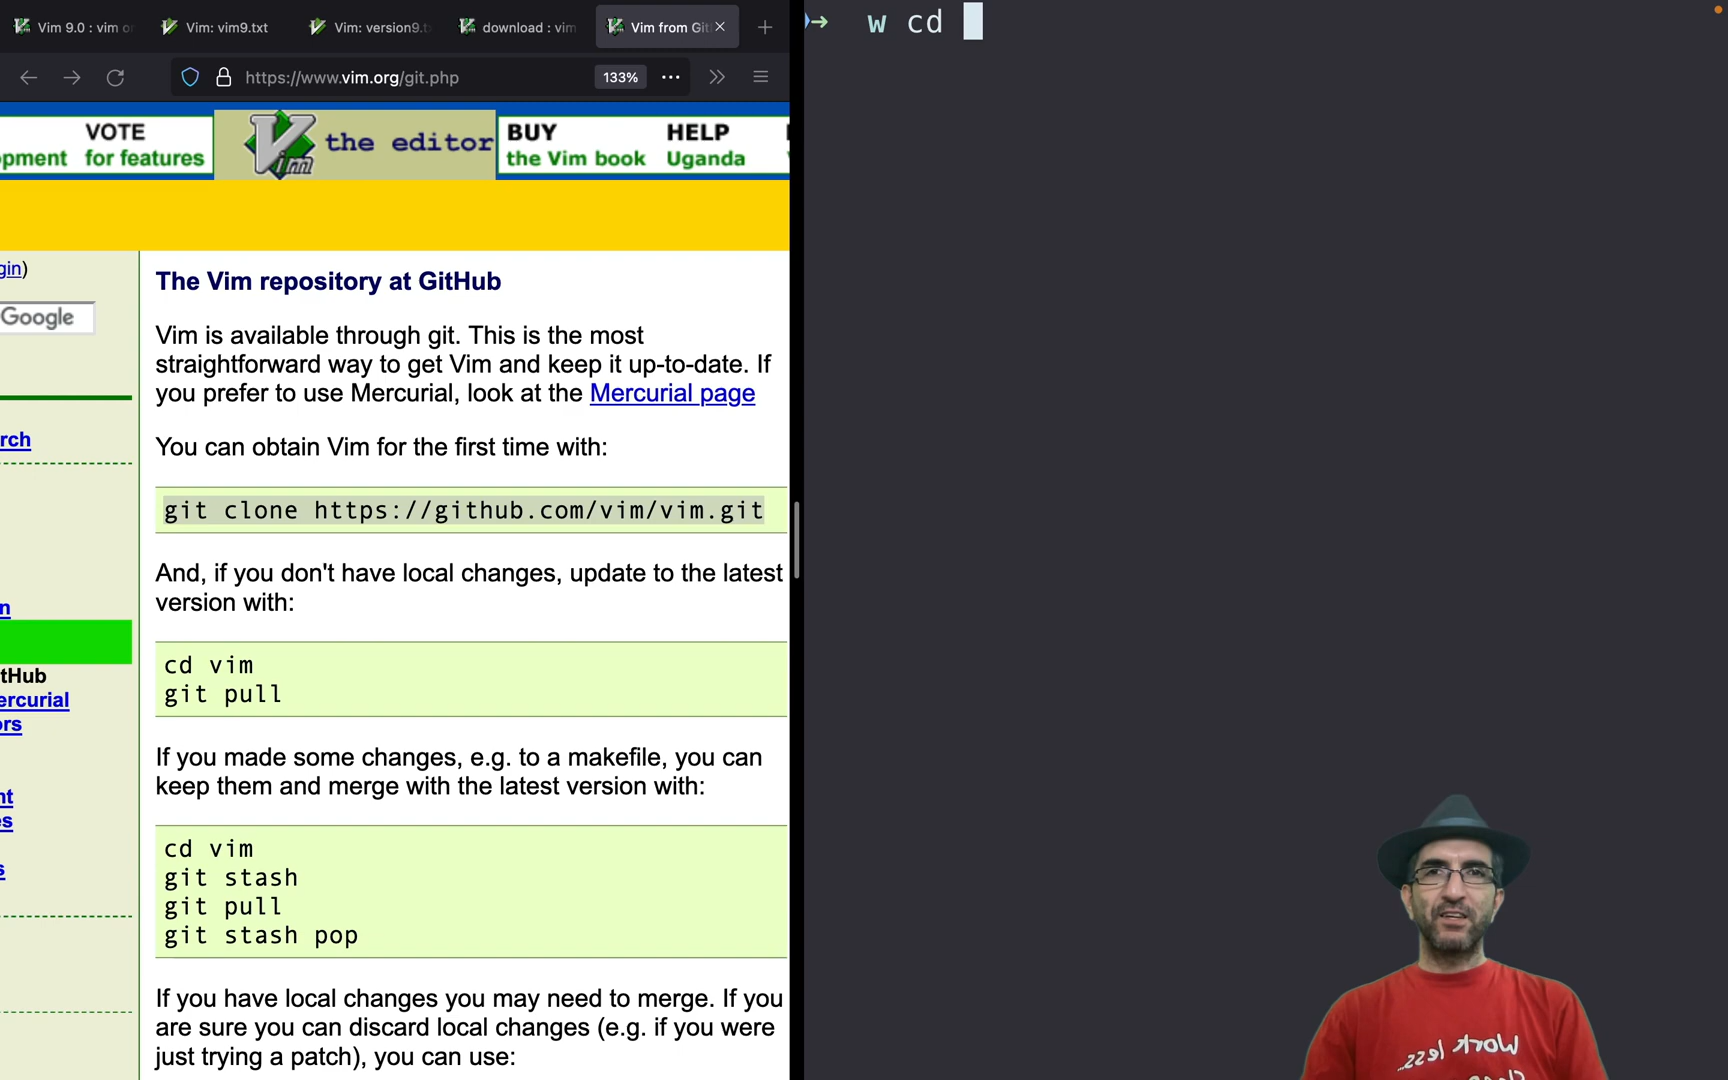 Vim 9.0 : vim o
Vim: vim9.txt
Vim: version9.t
download : vim
Vim from Git
https://www.vim.org/git.php
133%
w cd
VOTE
for features
the editor
BUY
the Vim book
HELP
Uganda
opment
gin)
Google
rch
n
tHub
ercurial
ors
nt
es
s
The Vim repository at GitHub
Vim is available through git. This is the most
straightforward way to get Vim and keep it up-to-date. If
you prefer to use Mercurial, look at the Mercurial page
You can obtain Vim for the first time with:
git clone https://github.com/vim/vim.git
And, if you don't have local changes, update to the latest
version with:
cd vim
git pull
If you made some changes, e.g. to a makefile, you can
keep them and merge with the latest version with:
cd vim
git stash
git pull
git stash pop
If you have local changes you may need to merge. If you
are sure you can discard local changes (e.g. if you were
just trying a patch), you can use:
Work less...